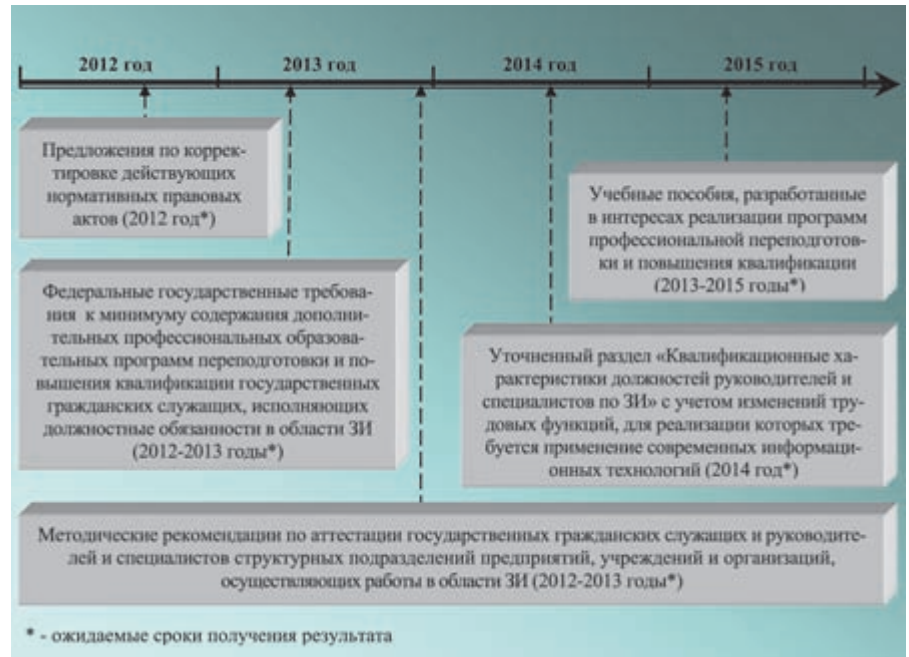 2012 год 2013 год 2014 год 2015 год
Предложения по коррек-
тировке действующих
нормативных правовых
актов (2012 год*)
Учебные пособия, разработанные
в интересах реализации программ
профессиональной переподготов-
ки и повышения квалификации
(2013-2015 годы*)
Федеральные государственные требова-
ния к минимуму содержания дополни-
тельных профессиональных образова-
тельных программ переподготовки и по-
вышения квалификации государственных
гражданских служащих, исполняющих
должностные обязанности в области ЗИ
(2012-2013 годы*)
Уточненный раздел «Квалификационные ха-
рактеристики должностей руководителей и
специалистов по ЗИ» с учетом изменений тру-
довых функций, для реализации которых тре-
буется применение современных информаци-
онных технологий (2014 год*)
Методические рекомендации по аттестации государственных гражданских служащих и руководите-
лей и специалистов структурных подразделений предприятий, учреждений и организаций,
осуществляющих работы в области ЗИ (2012-2013 годы*)
* - ожидаемые сроки получения результата